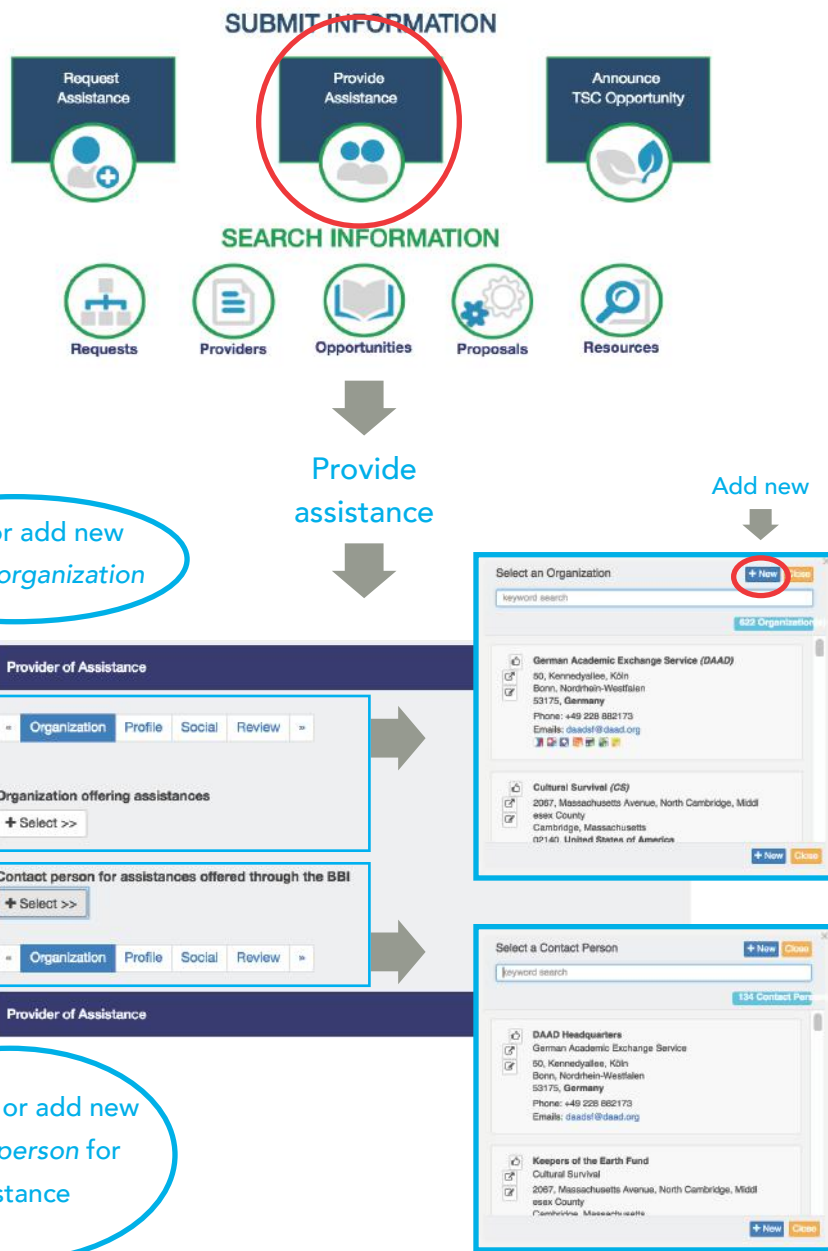 SUBMIT INFORMATION
Request
Assistance
Provide
Assistance
Announce
TSC Opportunity
SEARCH INFORMATION
Requests
Providers
Opportunities
Proposals
Resources
Provide
assistance
Add new
or add new
organization
Provider of Assistance
« Organization Profile Social Review »
Organization offering assistances
+ Select >>
Contact person for assistances offered through the BBI
+ Select >>
« Organization Profile Social Review »
Provider of Assistance
or add new
person for
stance
Select an Organization
+ New Close
×
keyword search
622 Organization
German Academic Exchange Service (DAAD)
50, Kennedyallee, Köln
Bonn, Nordrhein-Westfalen
53175, Germany
Phone: +49 228 882173
Emails: daadsf@daad.org
Cultural Survival (CS)
2067, Massachusetts Avenue, North Cambridge, Middl
esex County
Cambridge, Massachusetts
02140, United States of America
+ New Close
Select a Contact Person
+ New Close
×
keyword search
134 Contact Pers
DAAD Headquarters
German Academic Exchange Service
50, Kennedyallee, Köln
Bonn, Nordrhein-Westfalen
53175, Germany
Phone: +49 228 882173
Emails: daadsf@daad.org
Keepers of the Earth Fund
Cultural Survival
2067, Massachusetts Avenue, North Cambridge, Middl
esex County
Cambridge, Massachusetts
+ New Close